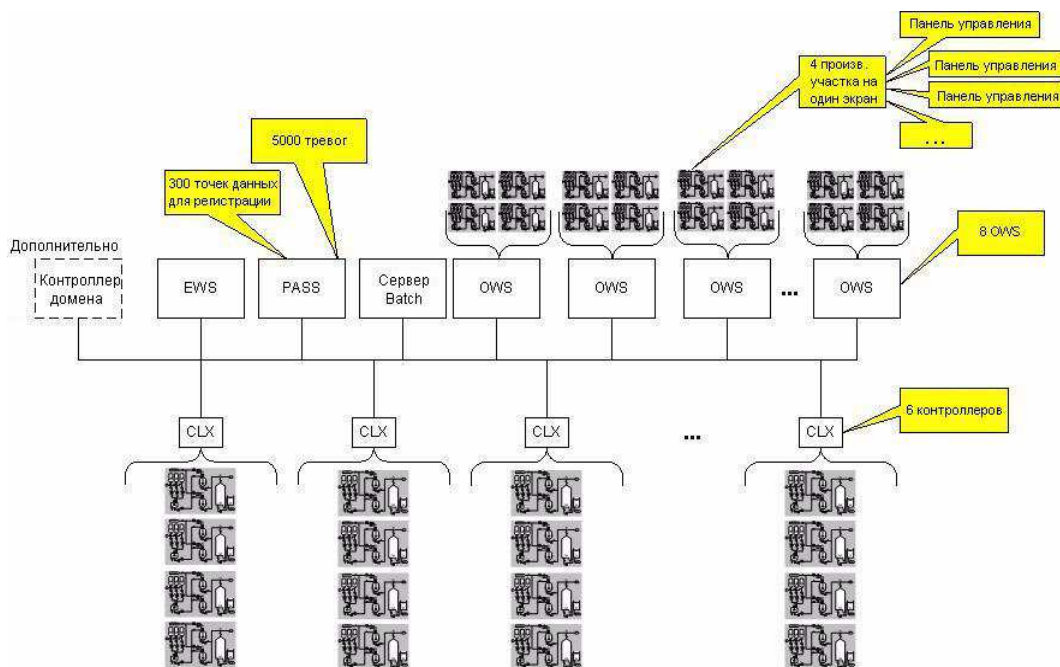 Панель управления
4 произв.
участка на
один экран
Панель управления
Панель управления
...
5000 тревог
300 точек данных
для регистрации
8 OWS
Дополнительно
Контроллер
домена
EWS
PASS
Сервер
Batch
OWS
OWS
OWS
...
OWS
6 контроллеров
CLX
CLX
CLX
...
CLX